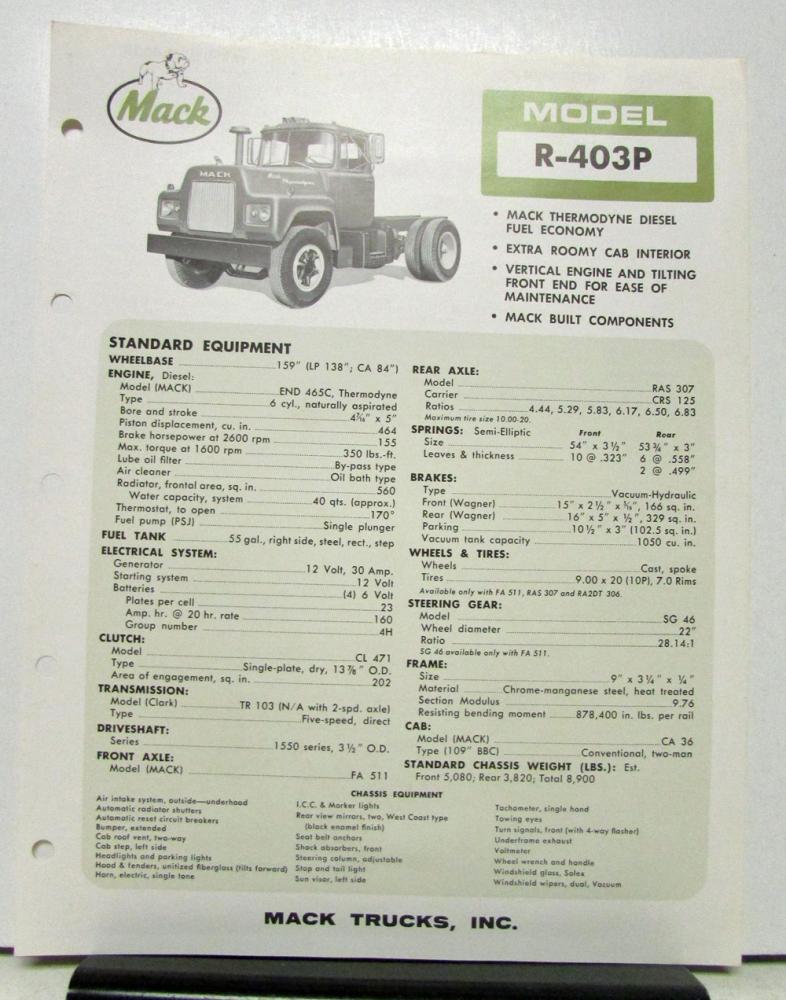 Mack
MODEL
R-403P
MACK
• MACK THERMODYNE DIESEL
FUEL ECONOMY
• EXTRA ROOMY CAB INTERIOR
• VERTICAL ENGINE AND TILTING
FRONT END FOR EASE OF
MAINTENANCE
• MACK BUILT COMPONENTS
STANDARD EQUIPMENT
WHEELBASE 159" (LP 138"; CA 84")
ENGINE, Diesel:
Model (MACK) END 465C, Thermodyne
Type 6 cyl., naturally aspirated
Bore and stroke x 5"
Piston displacement, cu. in. 464
Brake horsepower at 2600 rpm 155
Max. torque at 1600 rpm 350 lbs.-ft.
Lube oil filter By-pass type
Air cleaner Oil bath type
Radiator, frontal area, sq. in. 560
Water capacity, system 40 qts. (approx.)
Thermostat, to open 170°
Fuel pump (PSJ) Single plunger
FUEL TANK 55 gal., right side, steel, rect., step
ELECTRICAL SYSTEM:
Generator 12 Volt, 30 Amp.
Starting system 12 Volt
Batteries (4) 6 Volt
Plates per cell 23
Amp. hr. @ 20 hr. rate 160
Group number 4H
CLUTCH:
Model CL 471
Type Single-plate, dry, 13⅞" O.D.
Area of engagement, sq. in. 202
TRANSMISSION:
Model (Clark) TR 103 (N/A with 2-spd. axle)
Type Five-speed, direct
DRIVESHAFT:
Series 1550 series, 3½" O.D.
FRONT AXLE:
Model (MACK) FA 511
REAR AXLE:
Model RAS 307
Carrier CRS 125
Ratios 4.44, 5.29, 5.83, 6.17, 6.50, 6.83
Maximum tire size 10.00-20.
SPRINGS: Semi-Elliptic Front Rear
Size 54" x 3½" 53¾" x 3"
Leaves & thickness 10 @ .323" 6 @ .558"
2 @ .499"
BRAKES:
Type Vacuum-Hydraulic
Front (Wagner) 15" x 2½" x 166 sq. in.
Rear (Wagner) 16" x 5" x ½", 329 sq. in.
Parking 10½" x 3" (102.5 sq. in.)
Vacuum tank capacity 1050 cu. in.
WHEELS & TIRES:
Wheels Cast, spoke
Tires 9.00 x 20 (10P), 7.0 Rims
Available only with FA 511, RAS 307 and RA2DT 306.
STEERING GEAR:
Model SG 46
Wheel diameter 22"
Ratio 28.14:1
SG 46 available only with FA 511.
FRAME:
Size 9" x 3¼" x ¼"
Material Chrome-manganese steel, heat treated
Section Modulus 9.76
Resisting bending moment 878,400 in. lbs. per rail
CAB:
Model (MACK) CA 36
Type (109" BBC) Conventional, two-man
STANDARD CHASSIS WEIGHT (LBS.): Est.
Front 5,080; Rear 3,820; Total 8,900
CHASSIS EQUIPMENT
Air intake system, outside—underhood
Automatic radiator shutters
Automatic reset circuit breakers
Bumper, extended
Cab roof vent, two-way
Cab step, left side
Headlights and parking lights
Hood & fenders, unitized fiberglass (tilts forward)
Horn, electric, single tone
I.C.C. & Marker lights
Rear view mirrors, two, West Coast type
(black enamel finish)
Seat belt anchors
Shock absorbers, front
Steering column, adjustable
Stop and tail light
Sun visor, left side
Tachometer, single hand
Towing eyes
Turn signals, front (with 4-way flasher)
Underframe exhaust
Voltmeter
Wheel wrench and handle
Windshield glass, Solex
Windshield wipers, dual, Vacuum
MACK TRUCKS, INC.